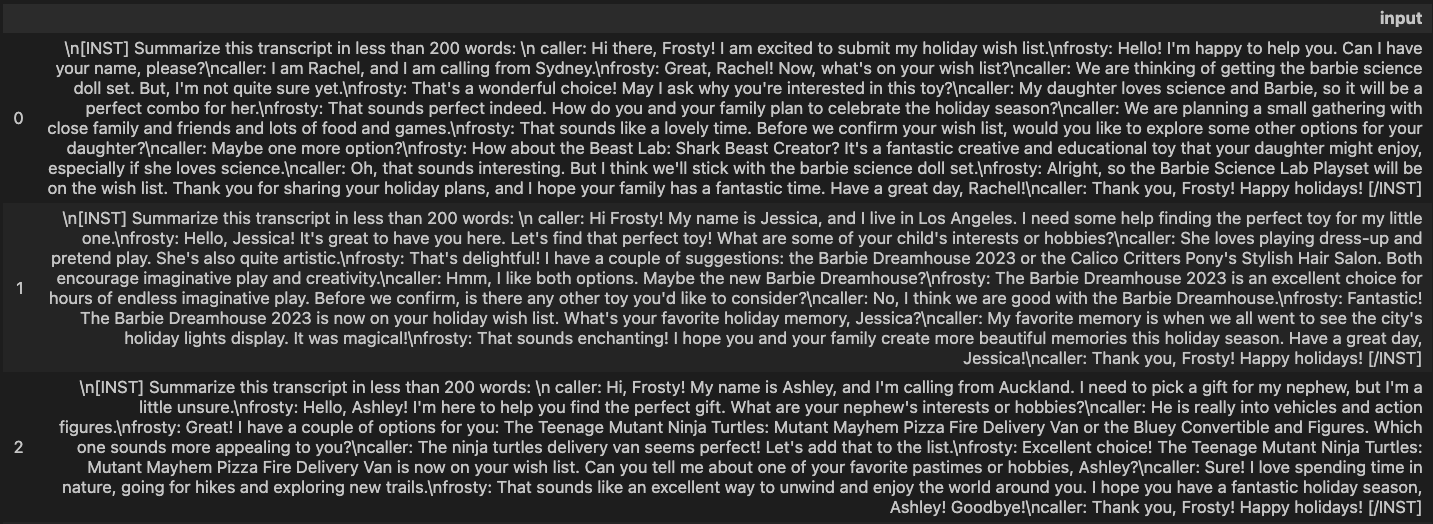 input
\n[INST] Summarize this transcript in less than 200 words: \n caller: Hi there, Frosty! I am excited to submit my holiday wish list.\nfrosty: Hello! I'm happy to help you. Can I have
your name, please?\ncaller: I am Rachel, and I am calling from Sydney.\nfrosty: Great, Rachel! Now, what's on your wish list?\ncaller: We are thinking of getting the barbie science
doll set. But, I'm not quite sure yet.\nfrosty: That's a wonderful choice! May I ask why you're interested in this toy?\ncaller: My daughter loves science and Barbie, so it will be a
perfect combo for her.\nfrosty: That sounds perfect indeed. How do you and your family plan to celebrate the holiday season?\ncaller: We are planning a small gathering with
0 close family and friends and lots of food and games.\nfrosty: That sounds like a lovely time. Before we confirm your wish list, would you like to explore some other options for your
daughter?\ncaller: Maybe one more option?\nfrosty: How about the Beast Lab: Shark Beast Creator? It's a fantastic creative and educational toy that your daughter might enjoy,
especially if she loves science.\ncaller: Oh, that sounds interesting. But I think we'll stick with the barbie science doll set.\nfrosty: Alright, so the Barbie Science Lab Playset will be
on the wish list. Thank you for sharing your holiday plans, and I hope your family has a fantastic time. Have a great day, Rachel!\ncaller: Thank you, Frosty! Happy holidays! [/INST]
\n[INST] Summarize this transcript in less than 200 words: \n caller: Hi Frosty! My name is Jessica, and I live in Los Angeles. I need some help finding the perfect toy for my little
one.\nfrosty: Hello, Jessica! It's great to have you here. Let's find that perfect toy! What are some of your child's interests or hobbies?\ncaller: She loves playing dress-up and
pretend play. She's also quite artistic.\nfrosty: That's delightful! I have a couple of suggestions: the Barbie Dreamhouse 2023 or the Calico Critters Pony's Stylish Hair Salon. Both
encourage imaginative play and creativity.\ncaller: Hmm, I like both options. Maybe the new Barbie Dreamhouse?\nfrosty: The Barbie Dreamhouse 2023 is an excellent choice for
1 hours of endless imaginative play. Before we confirm, is there any other toy you'd like to consider?\ncaller: No, I think we are good with the Barbie Dreamhouse.\nfrosty: Fantastic!
The Barbie Dreamhouse 2023 is now on your holiday wish list. What's your favorite holiday memory, Jessica?\ncaller: My favorite memory is when we all went to see the city's
holiday lights display. It was magical!\nfrosty: That sounds enchanting! I hope you and your family create more beautiful memories this holiday season. Have a great day,
Jessica!\ncaller: Thank you, Frosty! Happy holidays! [/INST]
\n[INST] Summarize this transcript in less than 200 words: \n caller: Hi, Frosty! My name is Ashley, and I'm calling from Auckland. I need to pick a gift for my nephew, but I'm a
little unsure.\nfrosty: Hello, Ashley! I'm here to help you find the perfect gift. What are your nephew's interests or hobbies?\ncaller: He is really into vehicles and action
figures.\nfrosty: Great! I have a couple of options for you: The Teenage Mutant Ninja Turtles: Mutant Mayhem Pizza Fire Delivery Van or the Bluey Convertible and Figures. Which
2 one sounds more appealing to you?\ncaller: The ninja turtles delivery van seems perfect! Let's add that to the list.\nfrosty: Excellent choice! The Teenage Mutant Ninja Turtles:
Mutant Mayhem Pizza Fire Delivery Van is now on your wish list. Can you tell me about one of your favorite pastimes or hobbies, Ashley?\ncaller: Sure! I love spending time in
nature, going for hikes and exploring new trails.\nfrosty: That sounds like an excellent way to unwind and enjoy the world around you. I hope you have a fantastic holiday season,
Ashley! Goodbye!\ncaller: Thank you, Frosty! Happy holidays! [/INST]